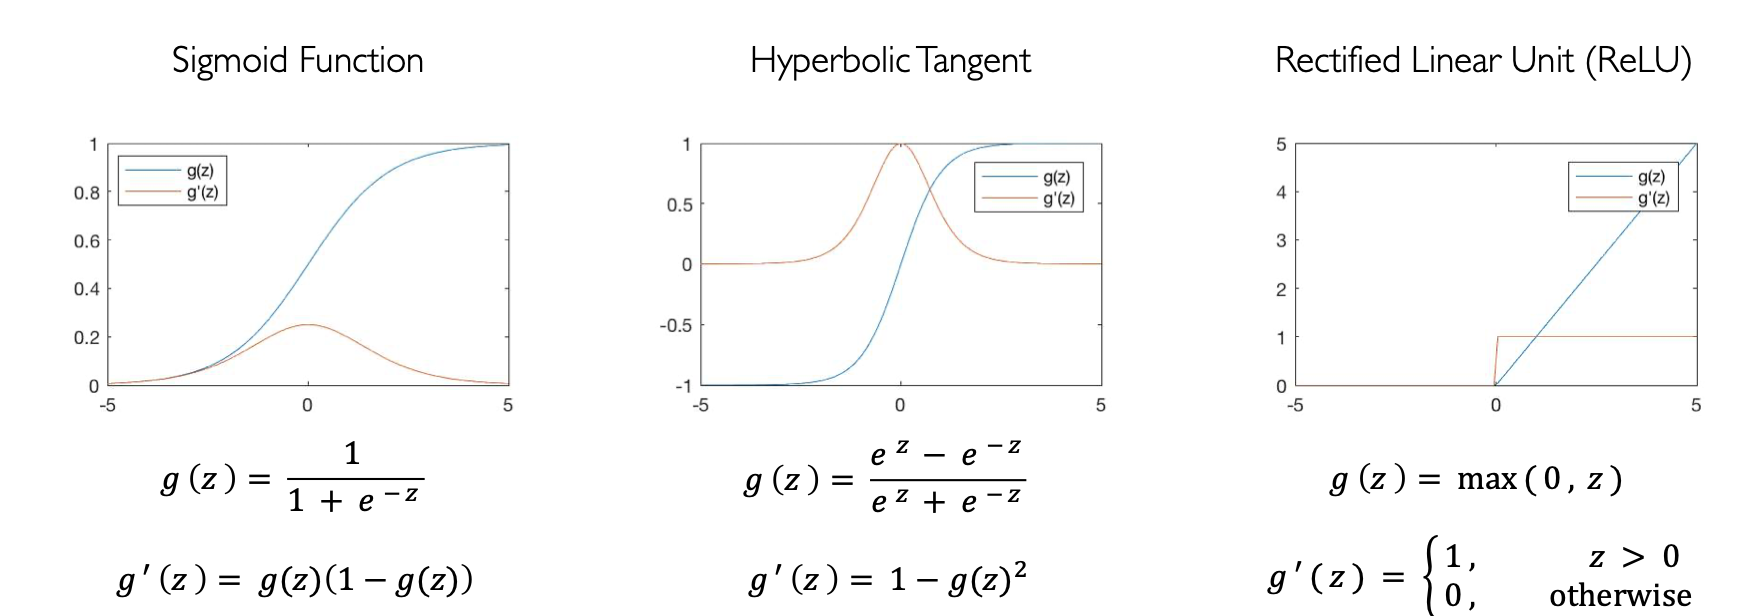 Sigmoid Function
1
0.8
0.6
0.4
0.2
0
-5 0 5
g(z)
g'(z)
g(z) = 1 / (1 + e^{-z})
g'(z) = g(z)(1 − g(z))
Hyperbolic Tangent
1
0.5
0
-0.5
-1
-5 0 5
g(z)
g'(z)
g(z) = (e^z − e^{-z}) / (e^z + e^{-z})
g'(z) = 1 − g(z)²
Rectified Linear Unit (ReLU)
5
4
3
2
1
0
-5 0 5
g(z)
g'(z)
g(z) = max(0, z)
g'(z) = { 1, z > 0
0, otherwise